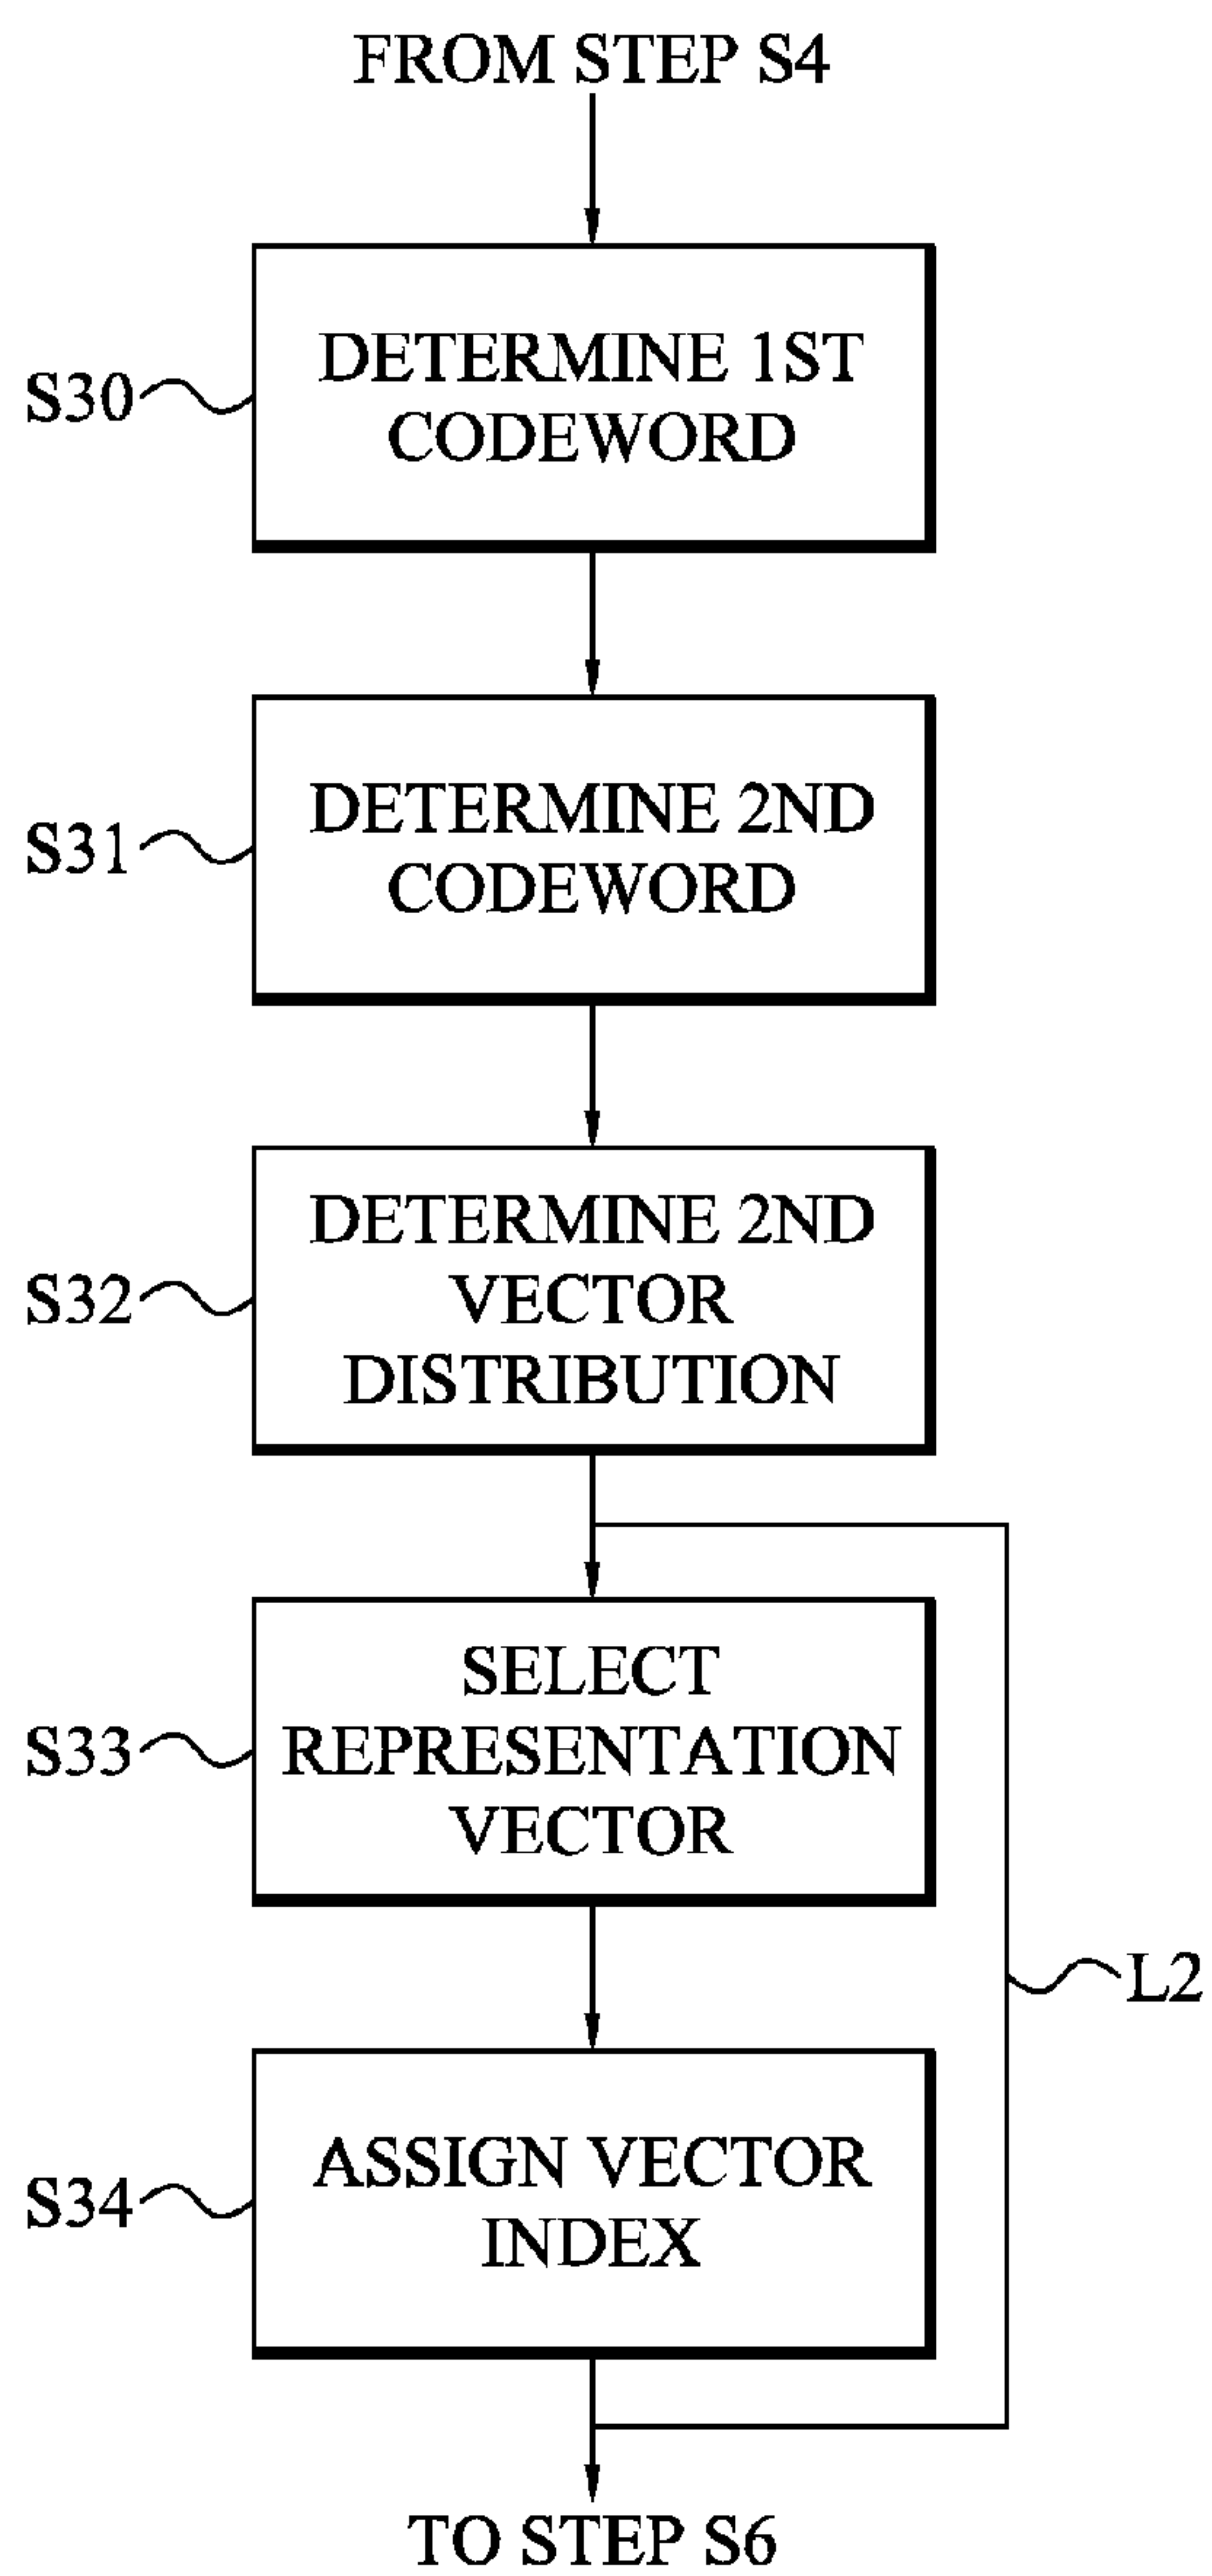 FROM STEP S4
S30
DETERMINE 1ST
CODEWORD
S31
DETERMINE 2ND
CODEWORD
S32
DETERMINE 2ND
VECTOR
DISTRIBUTION
S33
SELECT
REPRESENTATION
VECTOR
L2
S34
ASSIGN VECTOR
INDEX
TO STEP S6